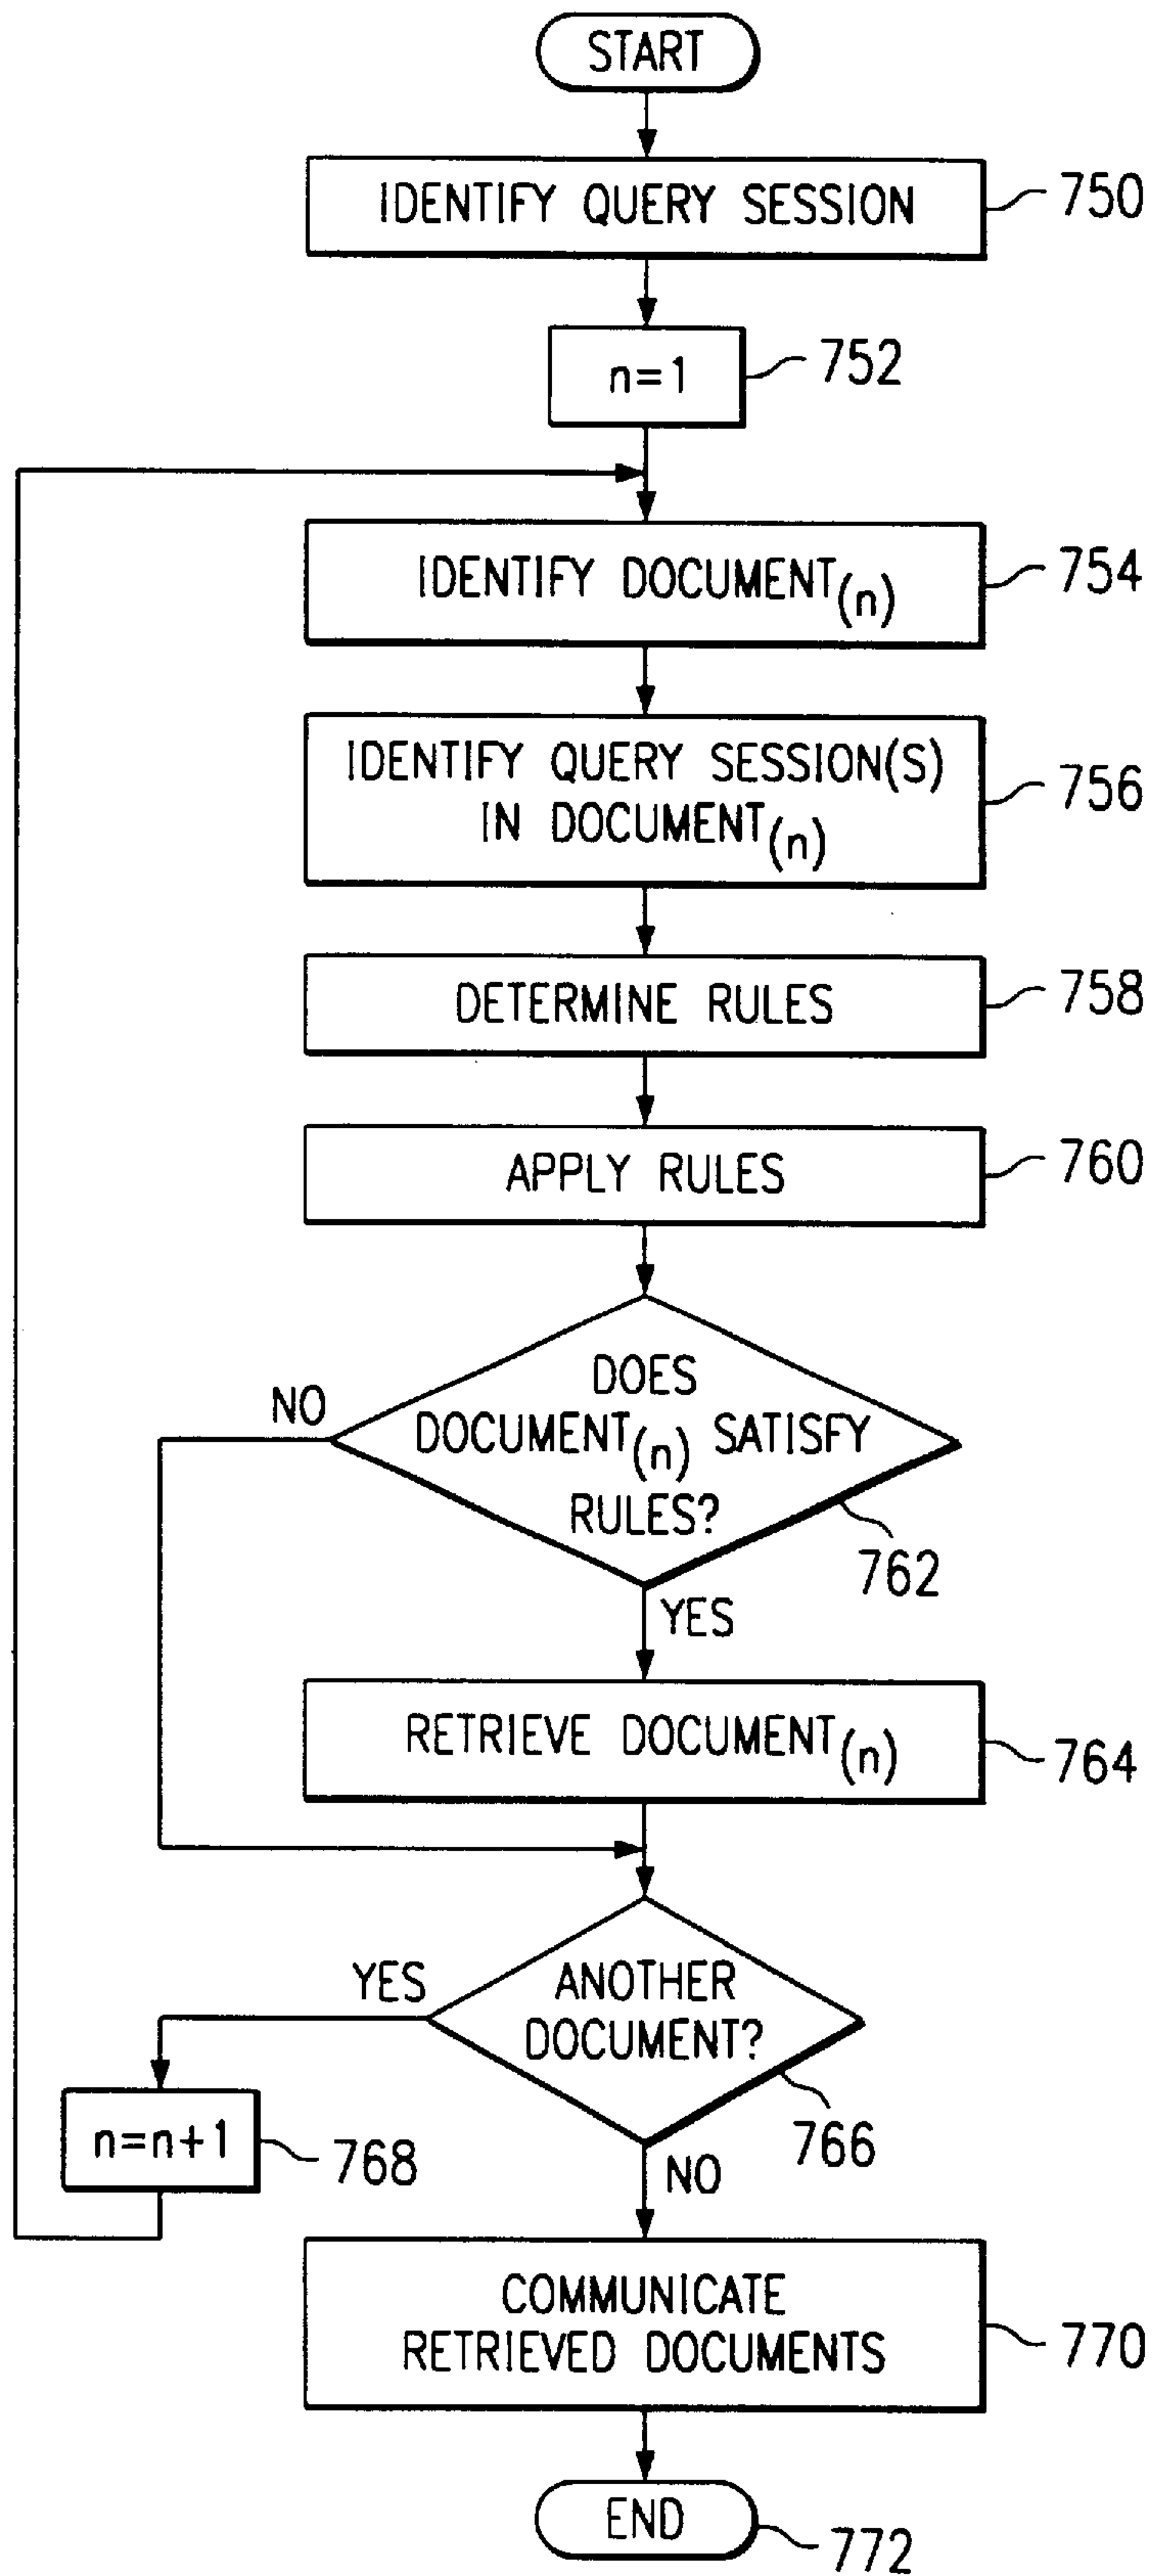 START
IDENTIFY QUERY SESSION
750
n=1
752
IDENTIFY DOCUMENT(n)
754
IDENTIFY QUERY SESSION(S)
IN DOCUMENT(n)
756
DETERMINE RULES
758
APPLY RULES
760
NO
DOES
DOCUMENT(n) SATISFY
RULES?
762
YES
RETRIEVE DOCUMENT(n)
764
YES
ANOTHER
DOCUMENT?
766
n=n+1
768
NO
COMMUNICATE
RETRIEVED DOCUMENTS
770
END
772